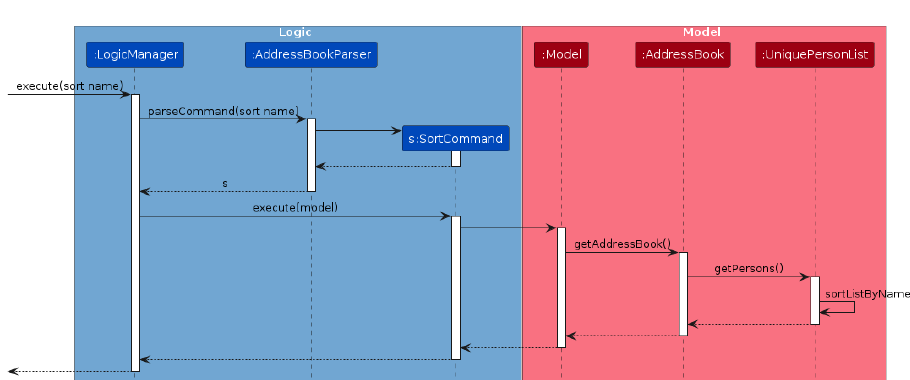 Logic
Model
:LogicManager
:AddressBookParser
:Model
:AddressBook
:UniquePersonList
execute(sort name)
parseCommand(sort name)
s:SortCommand
s
execute(model)
getAddressBook()
getPersons()
sortListByName